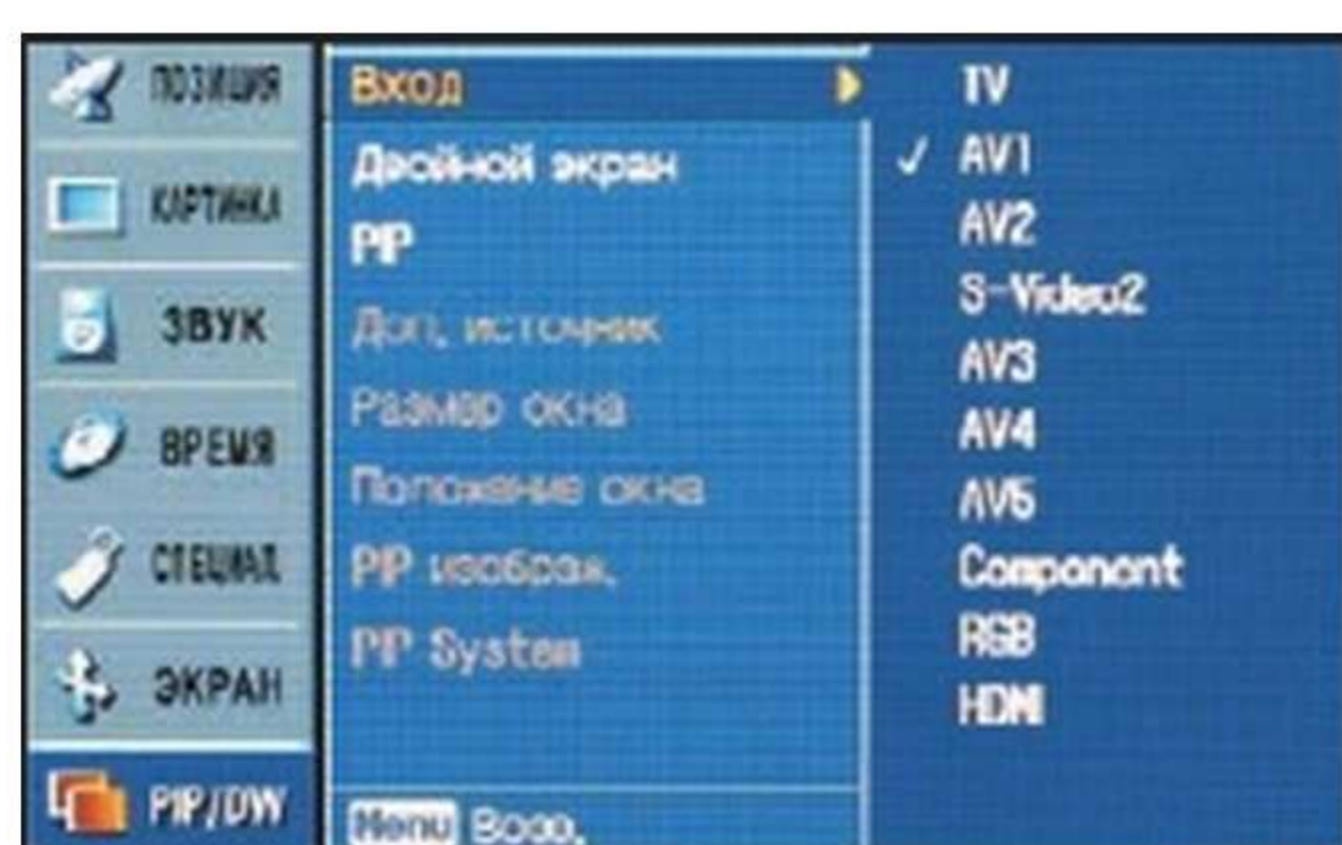 ПОЗИЦИЯ
КАРТИНКА
ЗВУК
ВРЕМЯ
СПЕЦИАЛ.
ЭКРАН
PIP/DW
Вход
Двойной экран
PIP
Доп. источник
Размер окна
Положение окна
PIP изображ.
PIP System
Menu
TV
✓ AV1
AV2
S-Video2
AV3
AV4
AV5
Component
RGB
HDMI